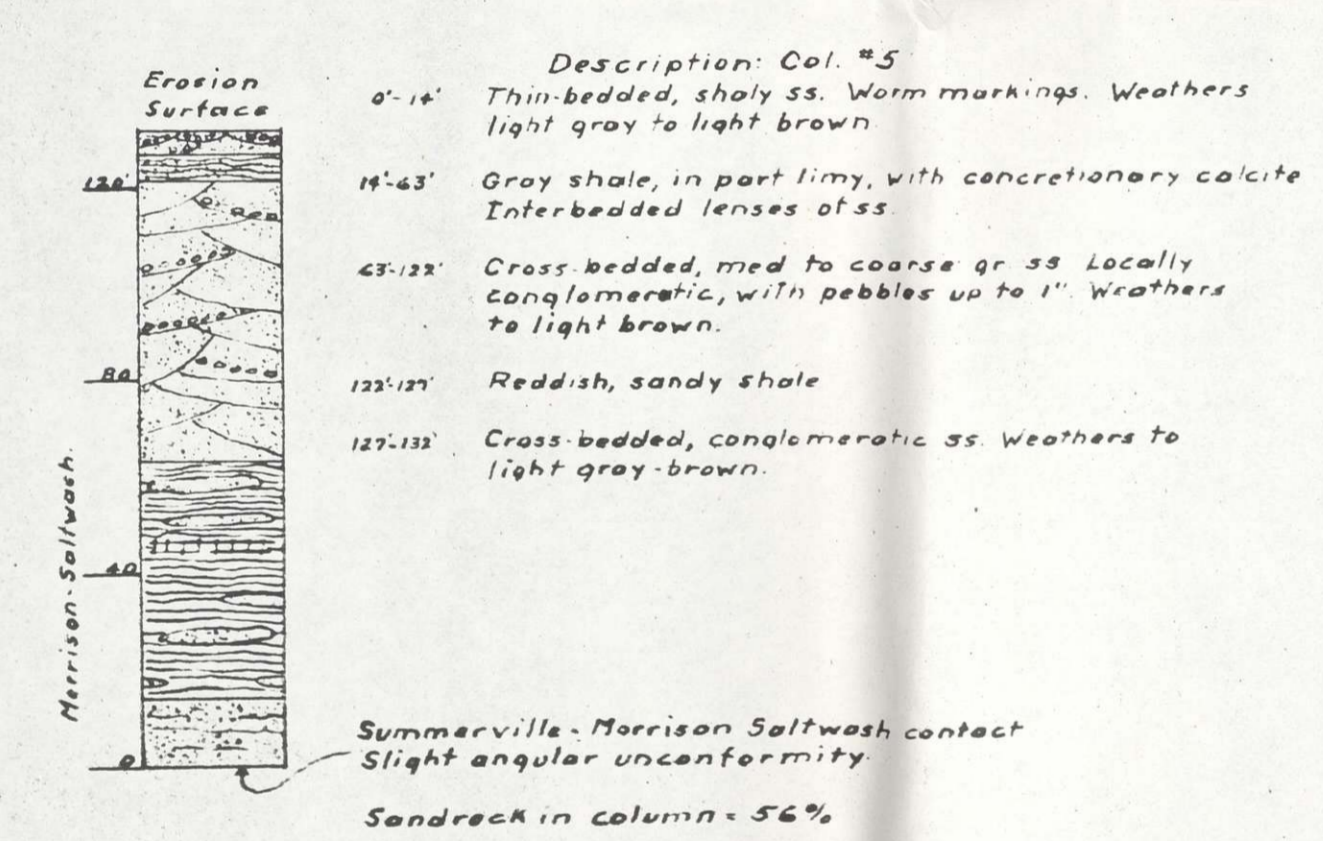 Description: Col. #5
Erosion
Surface
0'-14' Thin-bedded, shaly ss. Worm markings. Weathers
light gray to light brown.
14'-63' Gray shale, in part limy, with concretionary calcite
Interbedded lenses of ss.
63'-122' Cross-bedded, med to coarse gr ss Locally
conglomeratic, with pebbles up to 1". Weathers
to light brown.
122'-127' Reddish, sandy shale
127'-132' Cross-bedded, conglomeratic ss. Weathers to
light gray-brown.
120'
80
40
0
Morrison-Saltwash.
Summerville-Morrison Saltwash contact
Slight angular unconformity.
Sandrock in column = 56%